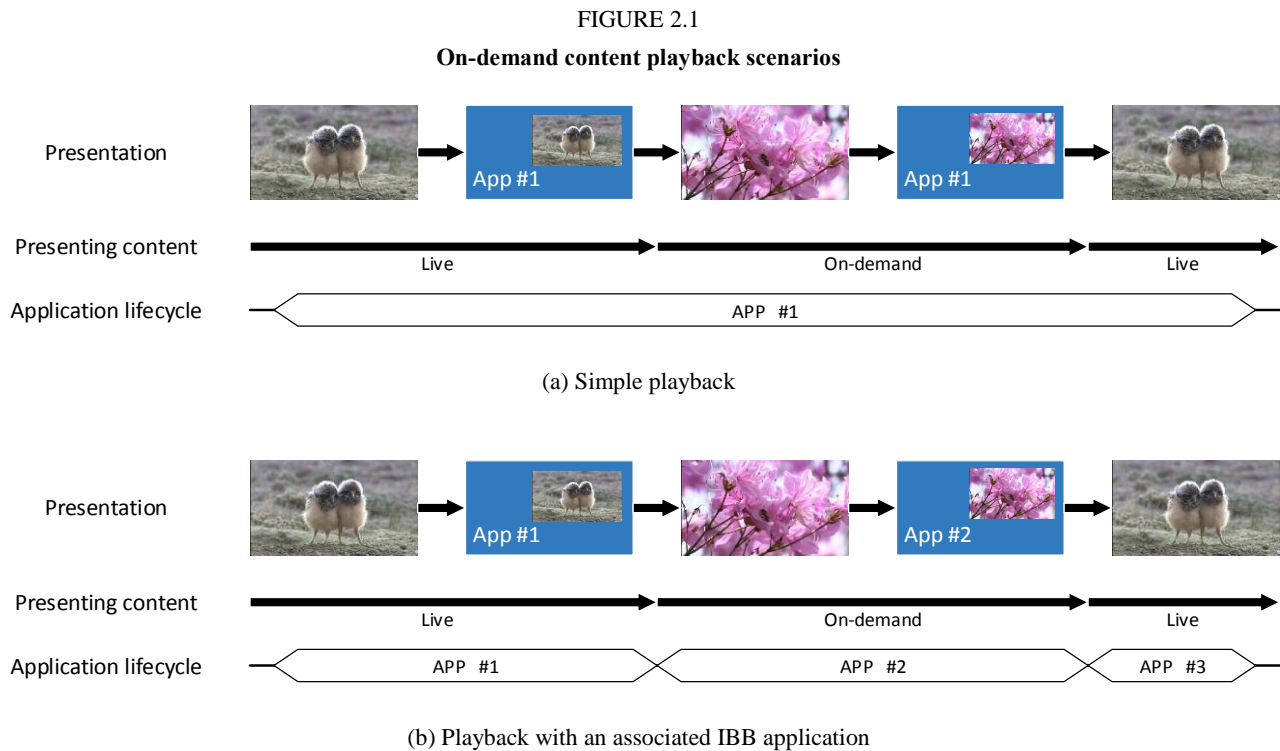 FIGURE 2.1
On-demand content playback scenarios
Presentation
App #1
App #1
Presenting content
Live
On-demand
Live
Application lifecycle
APP #1
(a) Simple playback
Presentation
App #1
App #2
Presenting content
Live
On-demand
Live
Application lifecycle
APP #1
APP #2
APP #3
(b) Playback with an associated IBB application